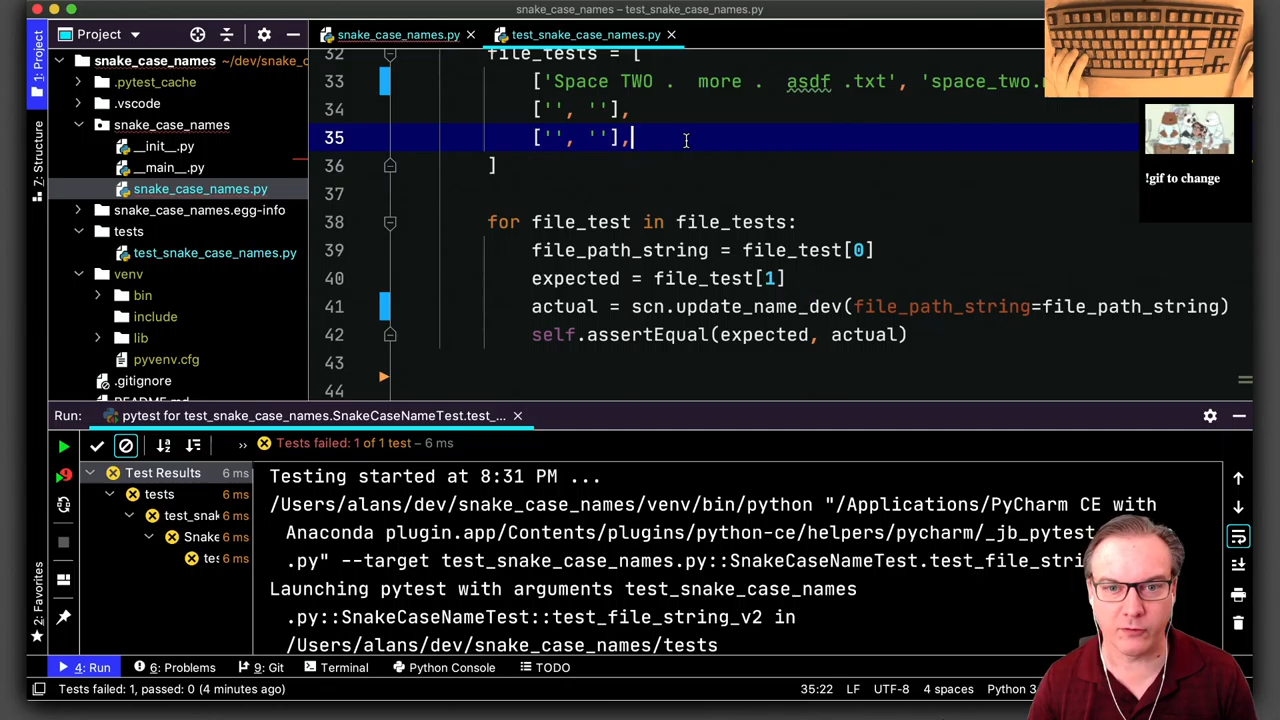 snake_case_names – test_snake_case_names.py
Project
snake_case_names.py
test_snake_case_names.py
1: Project
7: Structure
2: Favorites
snake_case_names ~/dev/snake_c
.pytest_cache
.vscode
snake_case_names
__init__.py
__main__.py
snake_case_names.py
snake_case_names.egg-info
tests
test_snake_case_names.py
venv
bin
include
lib
pyvenv.cfg
.gitignore
32 file_tests = [
33 ['Space TWO .  more .  asdf .txt', 'space_two.
34 ['', ''],
35 ['', ''],
36 ]
37
38 for file_test in file_tests:
39 file_path_string = file_test[0]
40 expected = file_test[1]
41 actual = scn.update_name_dev(file_path_string=file_path_string)
42 self.assertEqual(expected, actual)
43
44
!gif to change
Run: pytest for test_snake_case_names.SnakeCaseNameTest.test_...
Tests failed: 1 of 1 test – 6 ms
Test Results 6 ms
tests 6 ms
test_snak 6 ms
Snake 6 ms
tes 6 ms
Testing started at 8:31 PM ...
/Users/alans/dev/snake_case_names/venv/bin/python "/Applications/PyCharm CE with
Anaconda plugin.app/Contents/plugins/python-ce/helpers/pycharm/_jb_pytest
.py" --target test_snake_case_names.py::SnakeCaseNameTest.test_file_stri
Launching pytest with arguments test_snake_case_names
.py::SnakeCaseNameTest::test_file_string_v2 in
/Users/alans/dev/snake_case_names/tests
4: Run
6: Problems
9: Git
Terminal
Python Console
TODO
Tests failed: 1, passed: 0 (4 minutes ago)
35:22 LF UTF-8 4 spaces Python 3